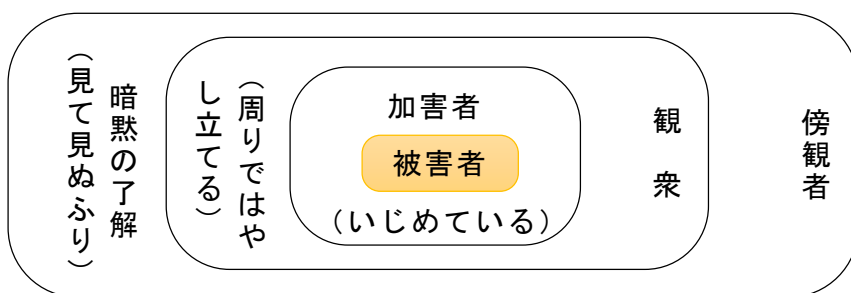 傍観者
観衆
加害者
被害者
（いじめている）
（周りではや
し立てる）
暗黙の了解
（見て見ぬふり）